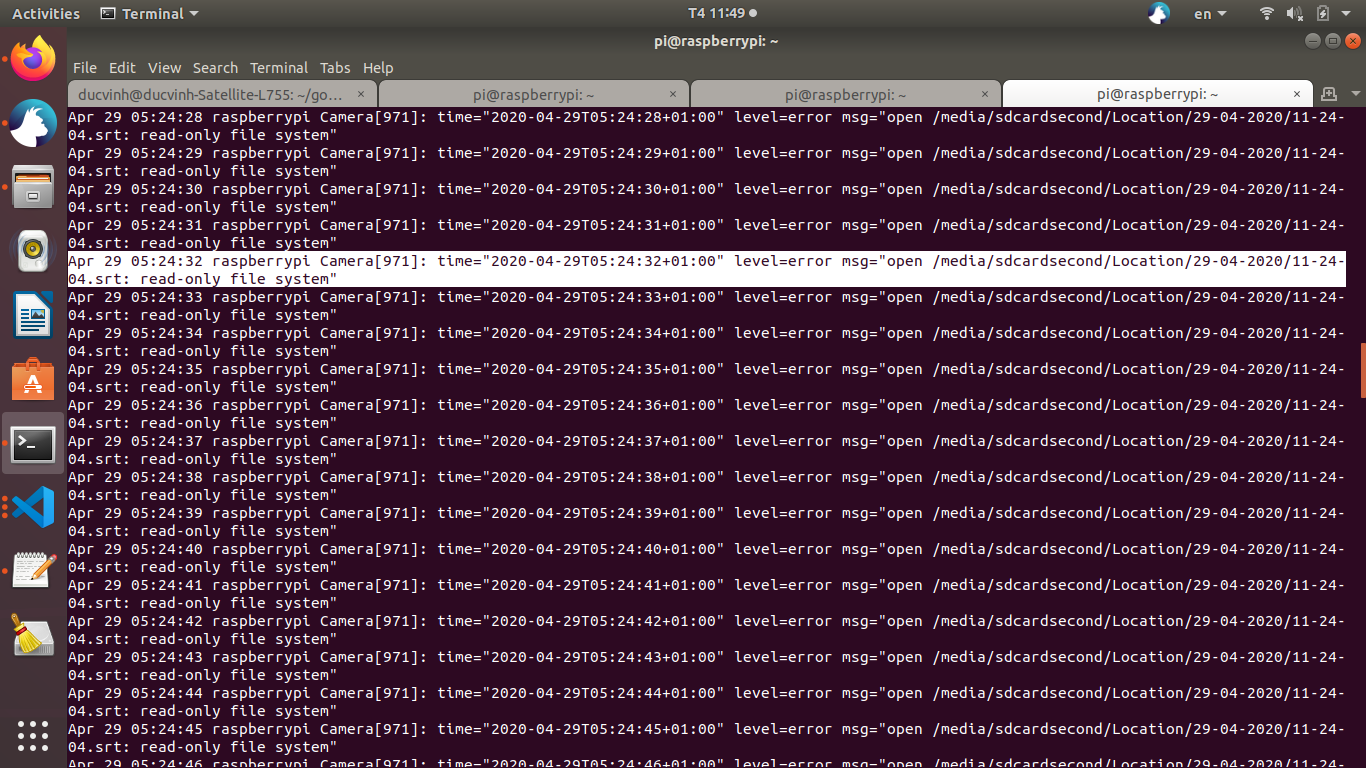 Activities
Terminal
T4 11:49
en
pi@raspberrypi: ~
File Edit View Search Terminal Tabs Help
ducvinh@ducvinh-Satellite-L755: ~/go…
pi@raspberrypi: ~
pi@raspberrypi: ~
pi@raspberrypi: ~
Apr 29 05:24:28 raspberrypi Camera[971]: time="2020-04-29T05:24:28+01:00" level=error msg="open /media/sdcardsecond/Location/29-04-2020/11-24-
04.srt: read-only file system"
Apr 29 05:24:29 raspberrypi Camera[971]: time="2020-04-29T05:24:29+01:00" level=error msg="open /media/sdcardsecond/Location/29-04-2020/11-24-
04.srt: read-only file system"
Apr 29 05:24:30 raspberrypi Camera[971]: time="2020-04-29T05:24:30+01:00" level=error msg="open /media/sdcardsecond/Location/29-04-2020/11-24-
04.srt: read-only file system"
Apr 29 05:24:31 raspberrypi Camera[971]: time="2020-04-29T05:24:31+01:00" level=error msg="open /media/sdcardsecond/Location/29-04-2020/11-24-
04.srt: read-only file system"
Apr 29 05:24:32 raspberrypi Camera[971]: time="2020-04-29T05:24:32+01:00" level=error msg="open /media/sdcardsecond/Location/29-04-2020/11-24-
04.srt: read-only file system"
Apr 29 05:24:33 raspberrypi Camera[971]: time="2020-04-29T05:24:33+01:00" level=error msg="open /media/sdcardsecond/Location/29-04-2020/11-24-
04.srt: read-only file system"
Apr 29 05:24:34 raspberrypi Camera[971]: time="2020-04-29T05:24:34+01:00" level=error msg="open /media/sdcardsecond/Location/29-04-2020/11-24-
04.srt: read-only file system"
Apr 29 05:24:35 raspberrypi Camera[971]: time="2020-04-29T05:24:35+01:00" level=error msg="open /media/sdcardsecond/Location/29-04-2020/11-24-
04.srt: read-only file system"
Apr 29 05:24:36 raspberrypi Camera[971]: time="2020-04-29T05:24:36+01:00" level=error msg="open /media/sdcardsecond/Location/29-04-2020/11-24-
04.srt: read-only file system"
Apr 29 05:24:37 raspberrypi Camera[971]: time="2020-04-29T05:24:37+01:00" level=error msg="open /media/sdcardsecond/Location/29-04-2020/11-24-
04.srt: read-only file system"
Apr 29 05:24:38 raspberrypi Camera[971]: time="2020-04-29T05:24:38+01:00" level=error msg="open /media/sdcardsecond/Location/29-04-2020/11-24-
04.srt: read-only file system"
Apr 29 05:24:39 raspberrypi Camera[971]: time="2020-04-29T05:24:39+01:00" level=error msg="open /media/sdcardsecond/Location/29-04-2020/11-24-
04.srt: read-only file system"
Apr 29 05:24:40 raspberrypi Camera[971]: time="2020-04-29T05:24:40+01:00" level=error msg="open /media/sdcardsecond/Location/29-04-2020/11-24-
04.srt: read-only file system"
Apr 29 05:24:41 raspberrypi Camera[971]: time="2020-04-29T05:24:41+01:00" level=error msg="open /media/sdcardsecond/Location/29-04-2020/11-24-
04.srt: read-only file system"
Apr 29 05:24:42 raspberrypi Camera[971]: time="2020-04-29T05:24:42+01:00" level=error msg="open /media/sdcardsecond/Location/29-04-2020/11-24-
04.srt: read-only file system"
Apr 29 05:24:43 raspberrypi Camera[971]: time="2020-04-29T05:24:43+01:00" level=error msg="open /media/sdcardsecond/Location/29-04-2020/11-24-
04.srt: read-only file system"
Apr 29 05:24:44 raspberrypi Camera[971]: time="2020-04-29T05:24:44+01:00" level=error msg="open /media/sdcardsecond/Location/29-04-2020/11-24-
04.srt: read-only file system"
Apr 29 05:24:45 raspberrypi Camera[971]: time="2020-04-29T05:24:45+01:00" level=error msg="open /media/sdcardsecond/Location/29-04-2020/11-24-
04.srt: read-only file system"
Apr 29 05:24:46 raspberrypi Camera[971]: time="2020-04-29T05:24:46+01:00" level=error msg="open /media/sdcardsecond/Location/29-04-2020/11-24-